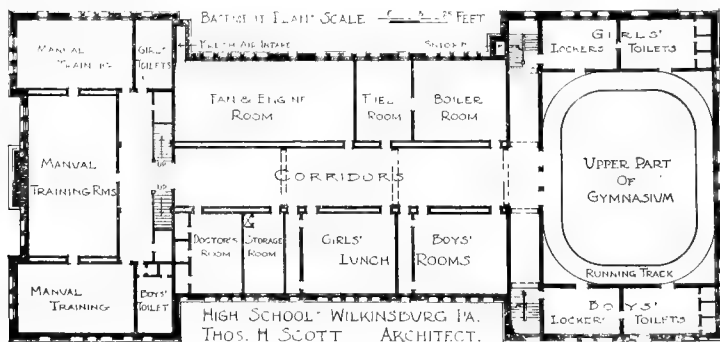 BASEMENT PLAN - SCALE FEET
MANUAL
TRAINING
GIRLS'
TOILETS
FRESH AIR INTAKE
SMOKE
GIRLS'
LOCKERS TOILETS
FAN & ENGINE
ROOM
FUEL
ROOM
BOILER
ROOM
MANUAL
TRAINING RMS
UP
UP
CORRIDORS
UPPER PART
OF
GYMNASIUM
DOCTOR'S
ROOM
STORAGE
ROOM
GIRLS'
LUNCH
BOYS'
ROOMS
RUNNING TRACK
MANUAL
TRAINING
BOYS'
TOILET
BOYS'
LOCKERS TOILETS
HIGH SCHOOL - WILKINSBURG PA.
THOS. H SCOTT ARCHITECT.